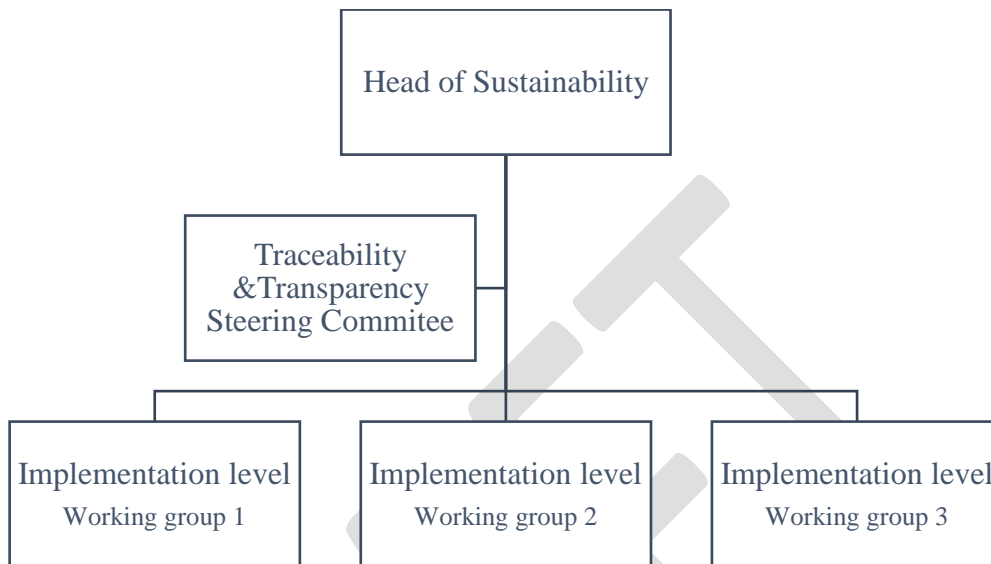 Head of Sustainability
Traceability
&Transparency
Steering Commitee
Implementation level
Working group 1
Implementation level
Working group 2
Implementation level
Working group 3